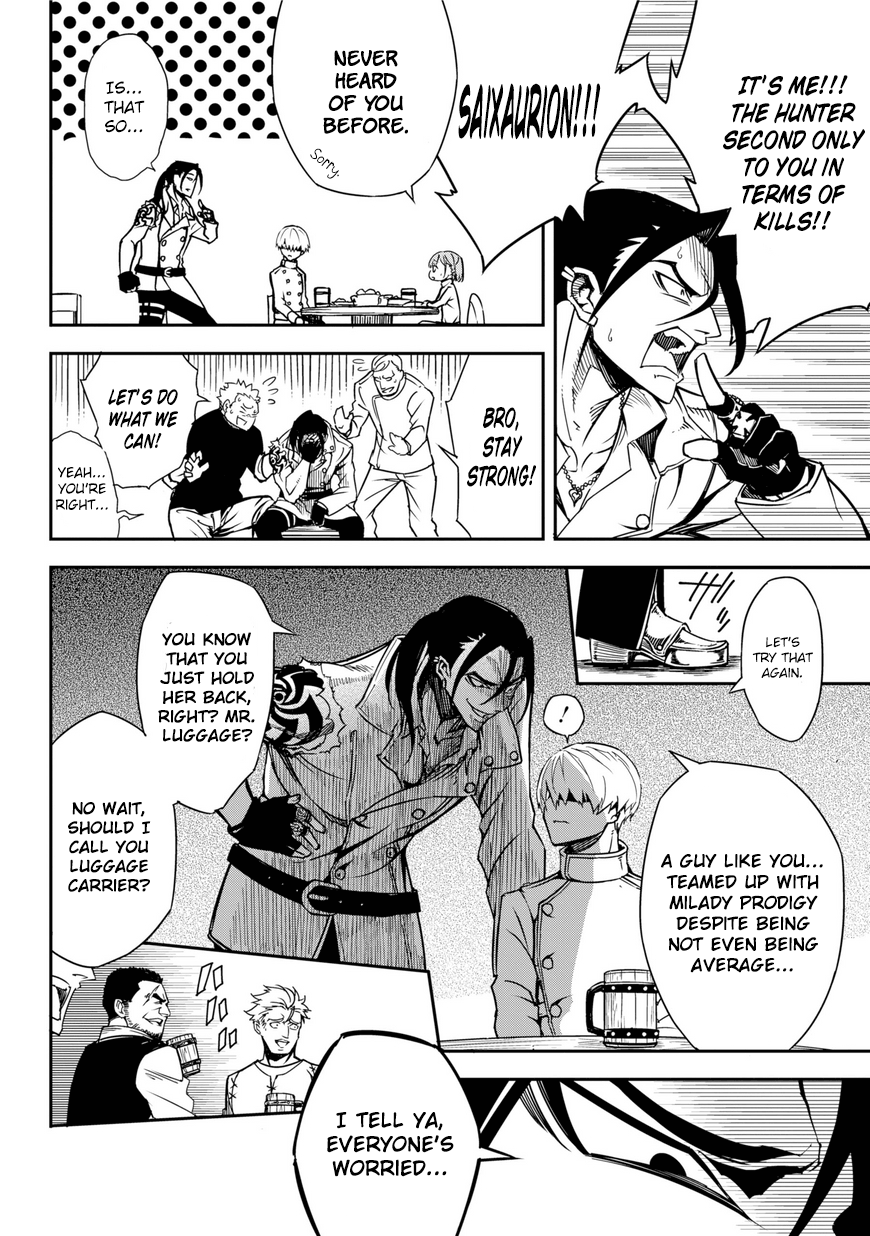 IT'S ME!!!
THE HUNTER
SECOND ONLY
TO YOU IN
TERMS OF
KILLS!!
SAIXAURION!!!
NEVER
HEARD
OF YOU
BEFORE.
Sorry.
IS...
THAT
SO...
BRO,
STAY
STRONG!
LET'S DO
WHAT WE
CAN!
YEAH...
YOU'RE
RIGHT...
LET'S
TRY THAT
AGAIN.
!
A GUY LIKE YOU...
TEAMED UP WITH
MILADY PRODIGY
DESPITE BEING
NOT EVEN BEING
AVERAGE...
YOU KNOW
THAT YOU
JUST HOLD
HER BACK,
RIGHT? MR.
LUGGAGE?
NO WAIT,
SHOULD I
CALL YOU
LUGGAGE
CARRIER?
I TELL YA,
EVERYONE'S
WORRIED...